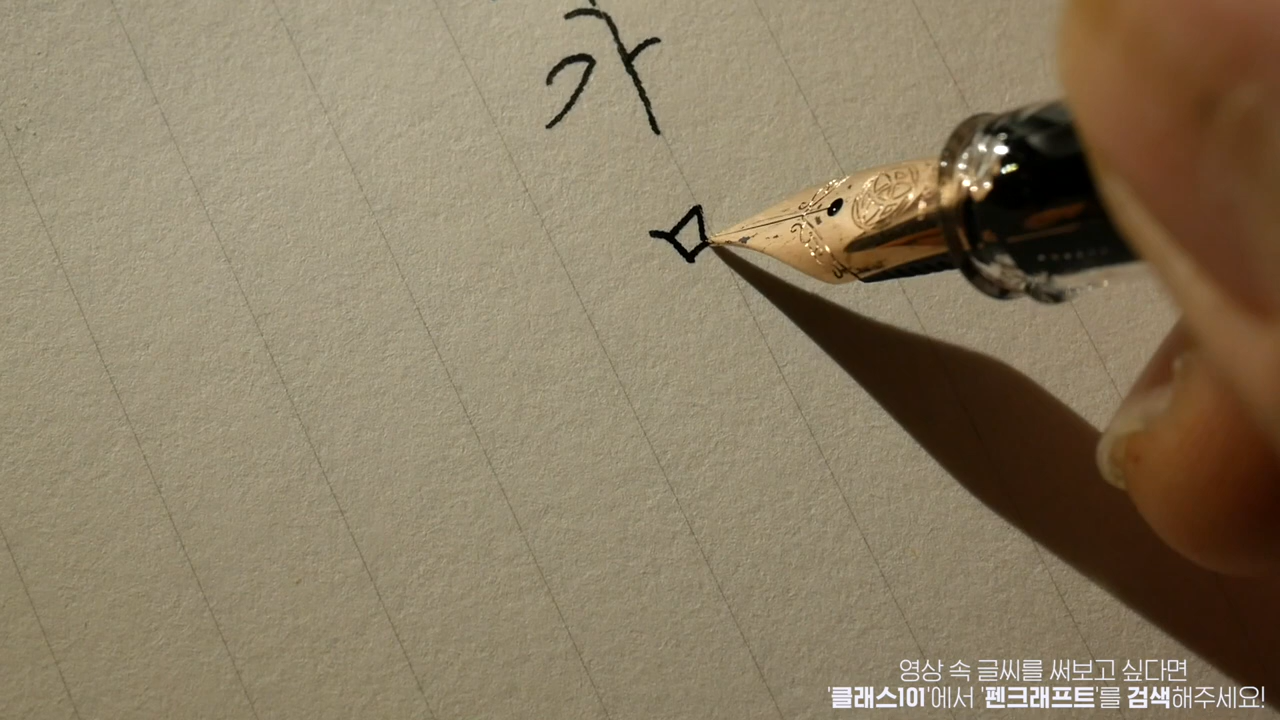 가
영상 속 글씨를 써보고 싶다면
'클래스101'에서 '펜크래프트'를 검색해주세요!